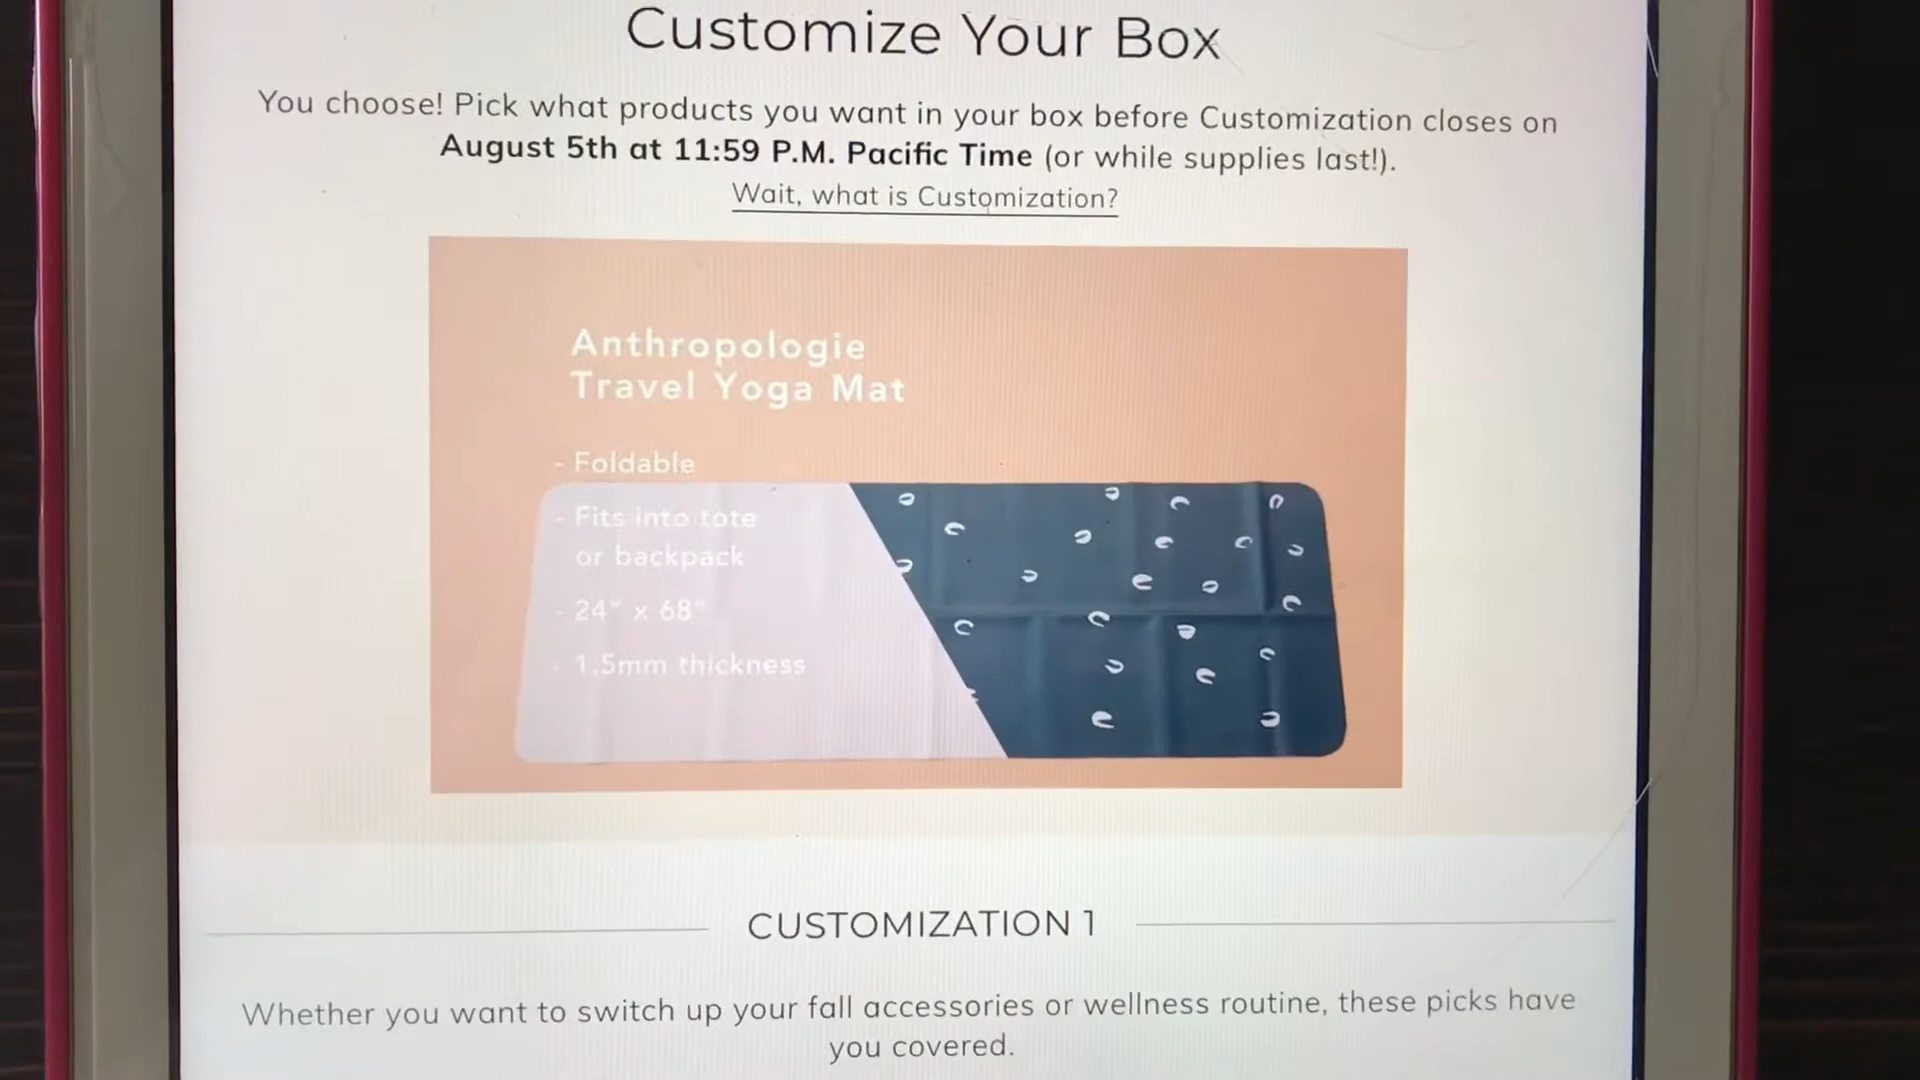 Customize Your Box
You choose! Pick what products you want in your box before Customization closes on
August 5th at 11:59 P.M. Pacific Time (or while supplies last!).
Wait, what is Customization?
Anthropologie
Travel Yoga Mat
- Foldable
- Fits into tote
or backpack
- 24" x 68"
- 1.5mm thickness
CUSTOMIZATION 1
Whether you want to switch up your fall accessories or wellness routine, these picks have
you covered.